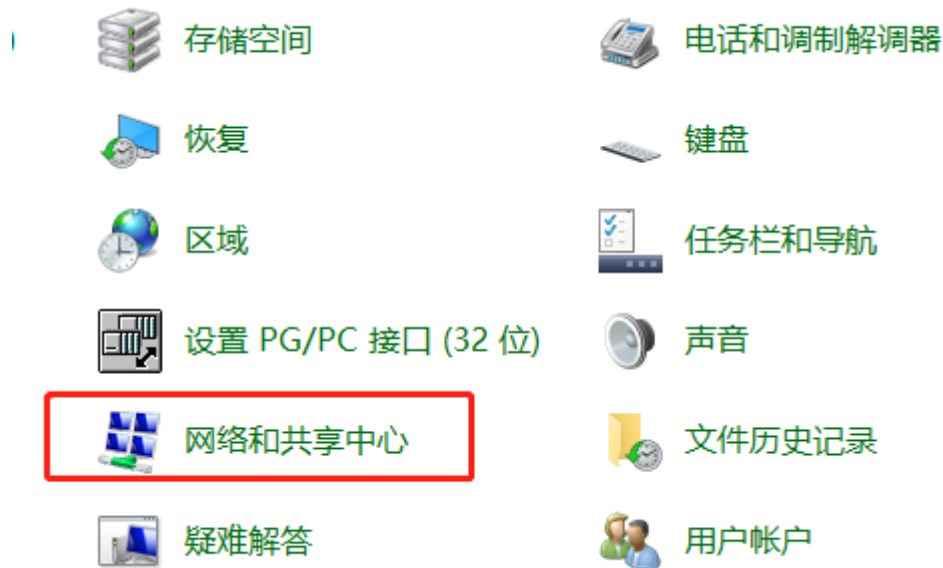 存储空间
电话和调制解调器
恢复
键盘
区域
任务栏和导航
设置 PG/PC 接口 (32 位)
声音
网络和共享中心
文件历史记录
疑难解答
用户帐户